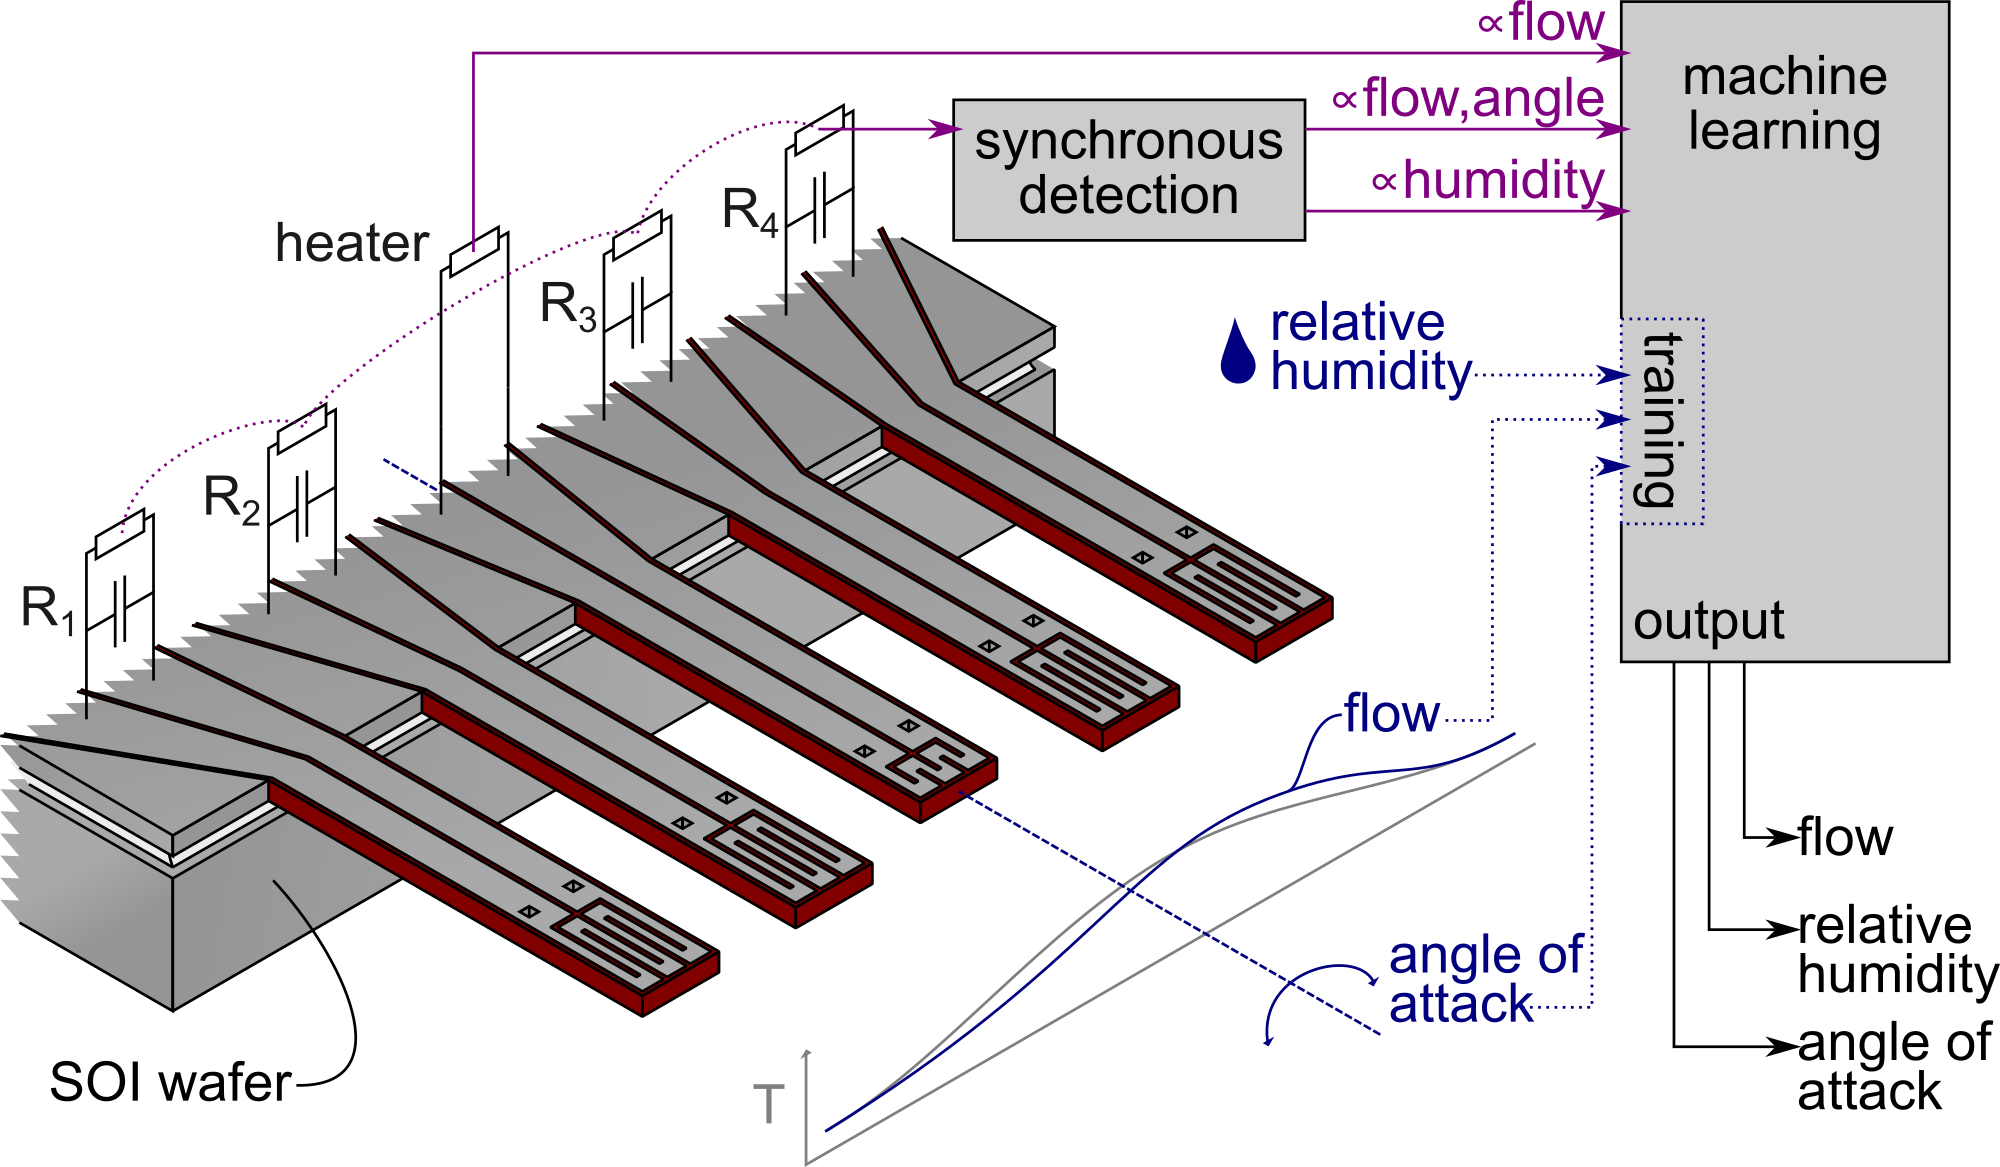 ∝flow
machine
learning
∝flow,angle
synchronous
detection
∝humidity
R4
heater
R3
relative
humidity
training
R2
R1
output
flow
flow
relative
humidity
angle of
attack
angle of
attack
SOI wafer
T